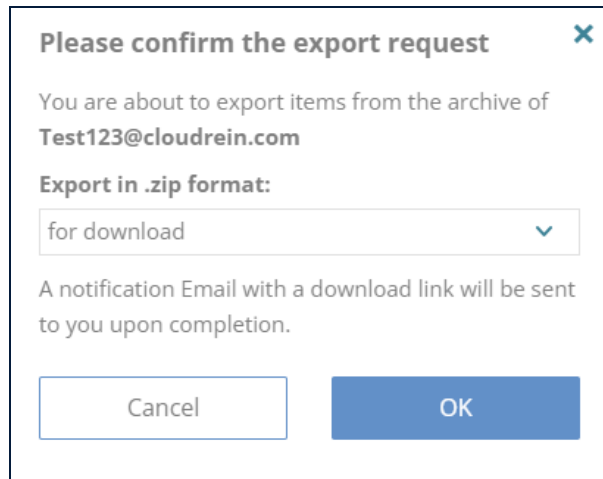 Please confirm the export request
You are about to export items from the archive of
Test123@cloudrein.com
Export in .zip format:
for download
A notification Email with a download link will be sent
to you upon completion.
Cancel
OK